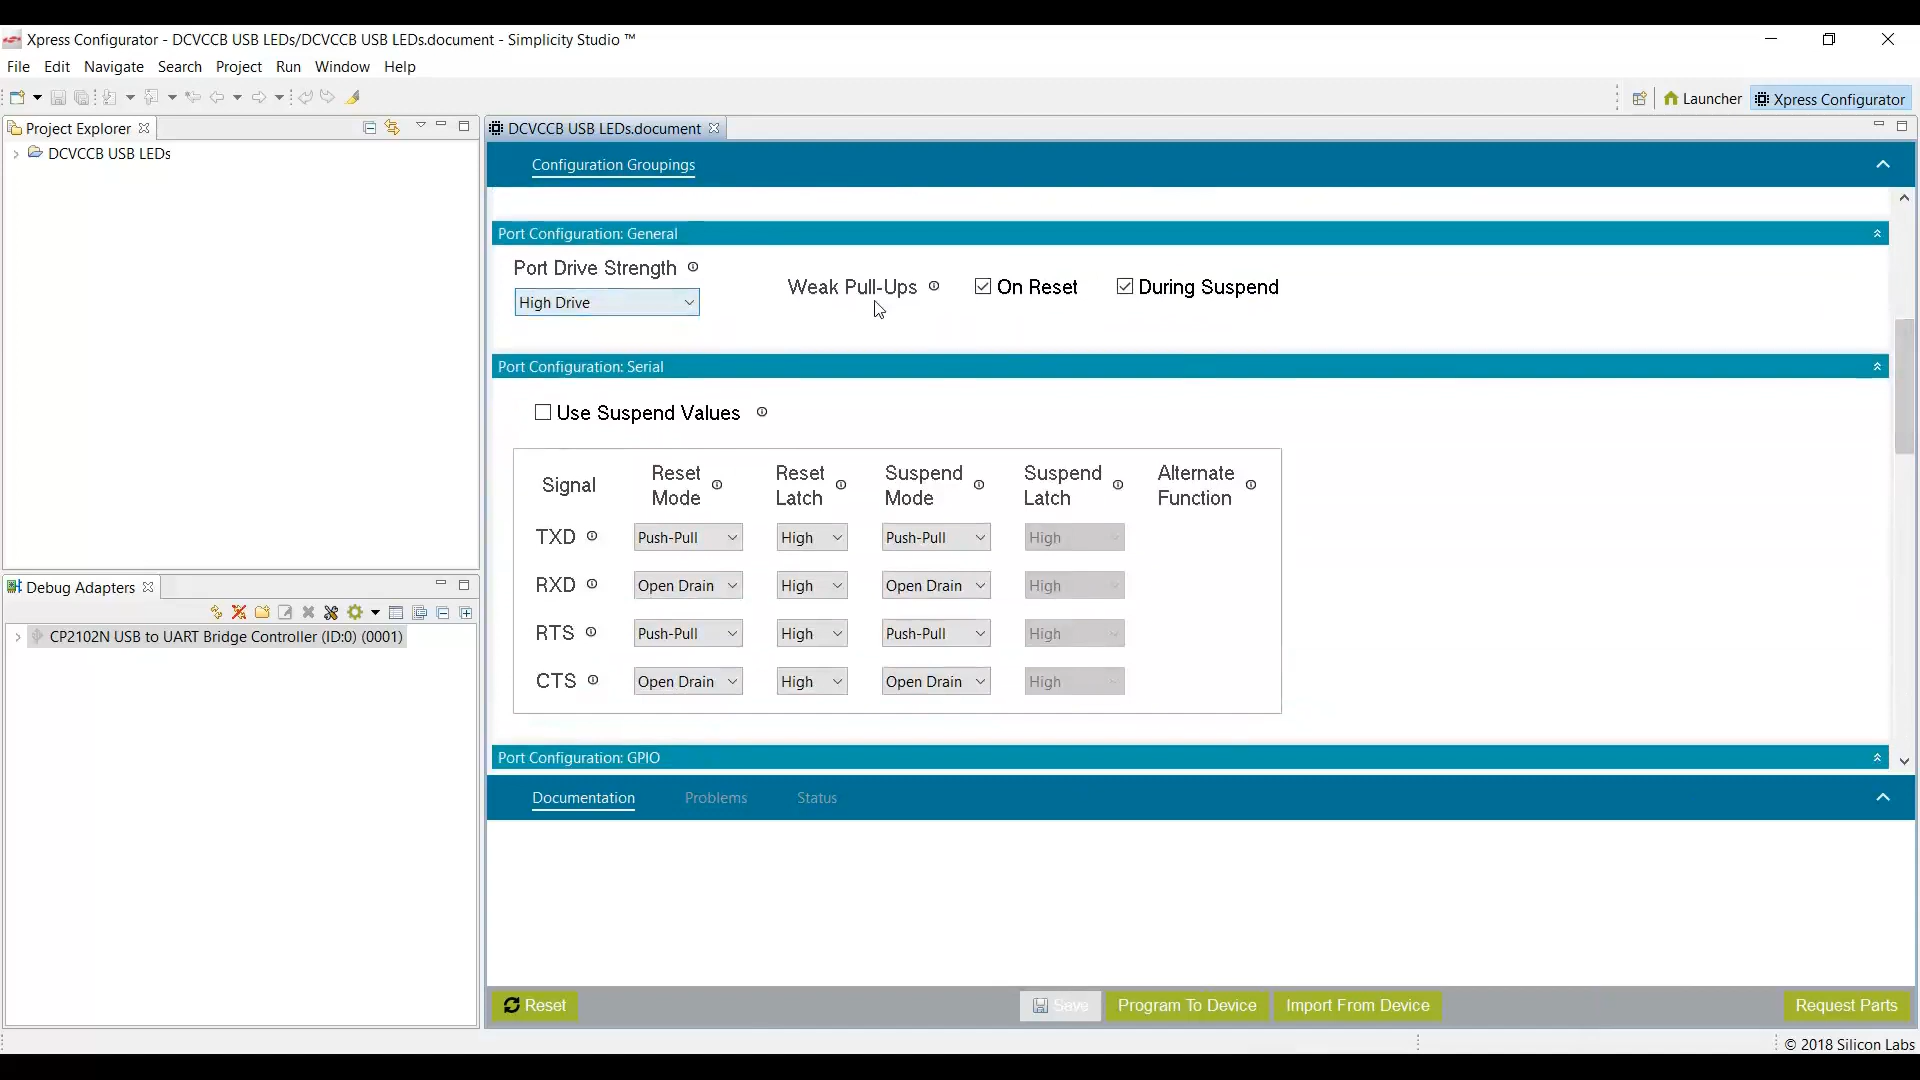 Xpress Configurator - DCVCCB USB LEDs/DCVCCB USB LEDs.document - Simplicity Studio ™
File Edit Navigate Search Project Run Window Help
Launcher Xpress Configurator
Project Explorer
DCVCCB USB LEDs
DCVCCB USB LEDs.document
Configuration Groupings
Port Configuration: General
Port Drive Strength
High Drive
Weak Pull-Ups On Reset During Suspend
Port Configuration: Serial
Use Suspend Values
Signal Reset Mode Reset Latch Suspend Mode Suspend Latch Alternate Function
TXD Push-Pull High Push-Pull High
RXD Open Drain High Open Drain High
RTS Push-Pull High Push-Pull High
CTS Open Drain High Open Drain High
Port Configuration: GPIO
Debug Adapters
CP2102N USB to UART Bridge Controller (ID:0) (0001)
Documentation Problems Status
Reset Save Program To Device Import From Device Request Parts
© 2018 Silicon Labs